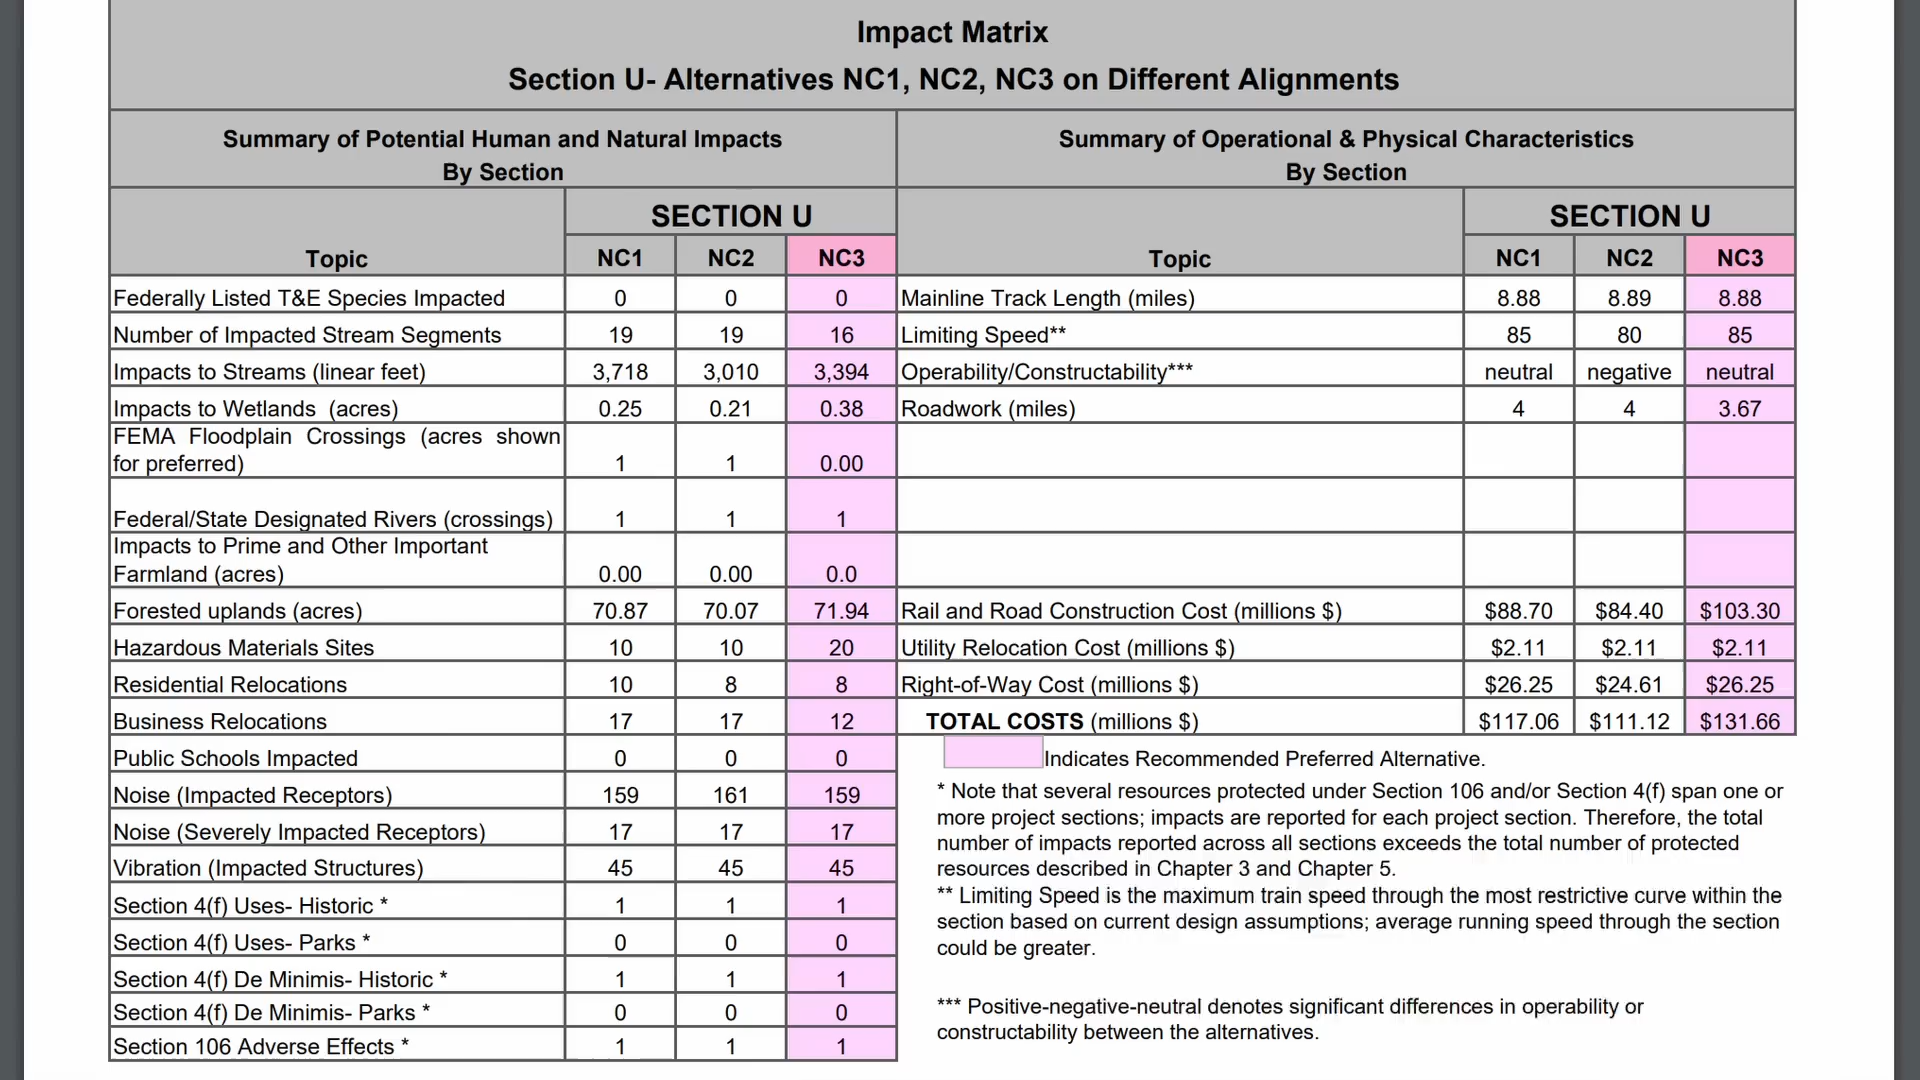 Impact Matrix
Section U- Alternatives NC1, NC2, NC3 on Different Alignments
Summary of Potential Human and Natural Impacts
By Section
SECTION U
Topic NC1 NC2 NC3
Federally Listed T&E Species Impacted 0 0 0
Number of Impacted Stream Segments 19 19 16
Impacts to Streams (linear feet) 3,718 3,010 3,394
Impacts to Wetlands (acres) 0.25 0.21 0.38
FEMA Floodplain Crossings (acres shown
for preferred) 1 1 0.00
Federal/State Designated Rivers (crossings) 1 1 1
Impacts to Prime and Other Important
Farmland (acres) 0.00 0.00 0.0
Forested uplands (acres) 70.87 70.07 71.94
Hazardous Materials Sites 10 10 20
Residential Relocations 10 8 8
Business Relocations 17 17 12
Public Schools Impacted 0 0 0
Noise (Impacted Receptors) 159 161 159
Noise (Severely Impacted Receptors) 17 17 17
Vibration (Impacted Structures) 45 45 45
Section 4(f) Uses- Historic * 1 1 1
Section 4(f) Uses- Parks * 0 0 0
Section 4(f) De Minimis- Historic * 1 1 1
Section 4(f) De Minimis- Parks * 0 0 0
Section 106 Adverse Effects * 1 1 1
Summary of Operational & Physical Characteristics
By Section
SECTION U
Topic NC1 NC2 NC3
Mainline Track Length (miles) 8.88 8.89 8.88
Limiting Speed** 85 80 85
Operability/Constructability*** neutral negative neutral
Roadwork (miles) 4 4 3.67
Rail and Road Construction Cost (millions $) $88.70 $84.40 $103.30
Utility Relocation Cost (millions $) $2.11 $2.11 $2.11
Right-of-Way Cost (millions $) $26.25 $24.61 $26.25
TOTAL COSTS (millions $) $117.06 $111.12 $131.66
Indicates Recommended Preferred Alternative.
* Note that several resources protected under Section 106 and/or Section 4(f) span one or
more project sections; impacts are reported for each project section. Therefore, the total
number of impacts reported across all sections exceeds the total number of protected
resources described in Chapter 3 and Chapter 5.
** Limiting Speed is the maximum train speed through the most restrictive curve within the
section based on current design assumptions; average running speed through the section
could be greater.
*** Positive-negative-neutral denotes significant differences in operability or
constructability between the alternatives.